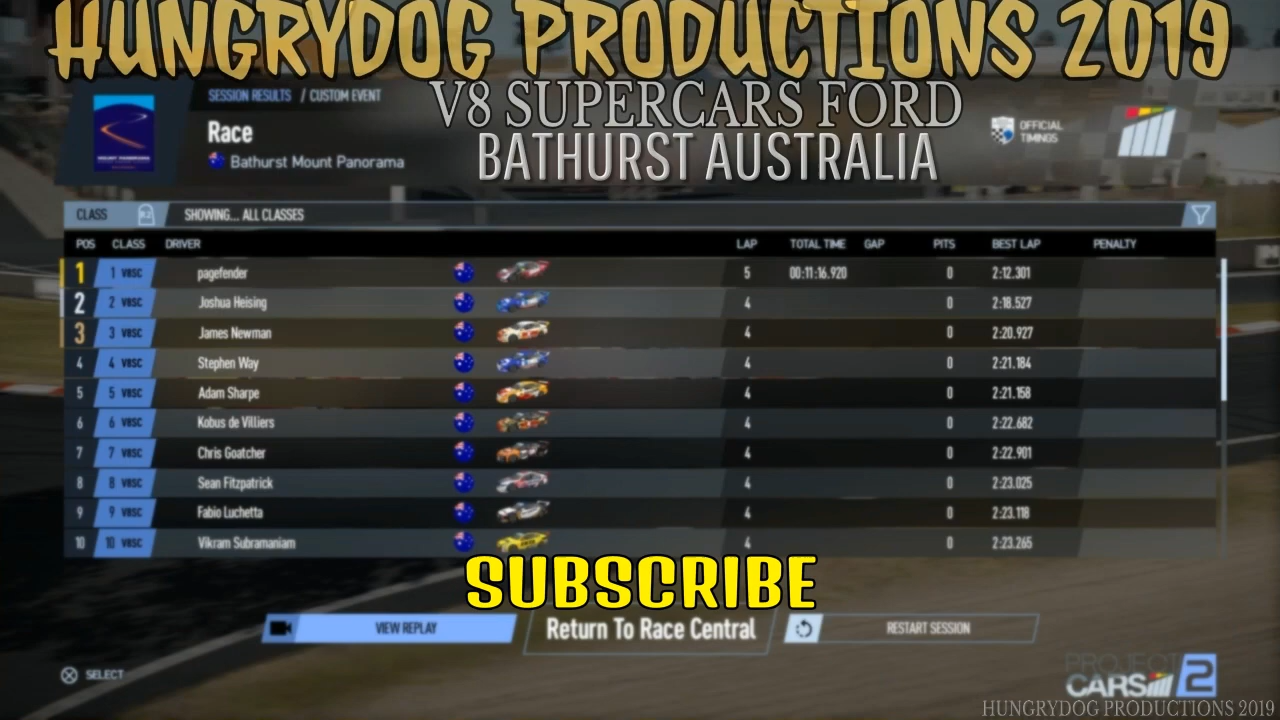 HUNGRYDOG PRODUCTIONS 2019
V8 SUPERCARS FORD
BATHURST AUSTRALIA
SESSION RESULTS / CUSTOM EVENT
Race
Bathurst Mount Panorama
MOUNT PANORAMA
OFFICIAL
TIMINGS
CLASS SHOWING... ALL CLASSES
POS CLASS DRIVER LAP TOTAL TIME GAP PITS BEST LAP PENALTY
1 1 V8SC pagefender 5 00:11:16.920 0 2:12.301
2 2 V8SC Joshua Heising 4 0 2:18.527
3 3 V8SC James Newman 4 0 2:20.927
4 4 V8SC Stephen Way 4 0 2:21.184
5 5 V8SC Adam Sharpe 4 0 2:21.158
6 6 V8SC Kobus de Villiers 4 0 2:22.682
7 7 V8SC Chris Goatcher 4 0 2:22.901
8 8 V8SC Sean Fitzpatrick 4 0 2:23.025
9 9 V8SC Fabio Luchetta 4 0 2:23.118
10 10 V8SC Vikram Subramaniam 4 0 2:23.265
SUBSCRIBE
VIEW REPLAY Return To Race Central RESTART SESSION
SELECT
PROJECT
CARS 2
HUNGRYDOG PRODUCTIONS 2019